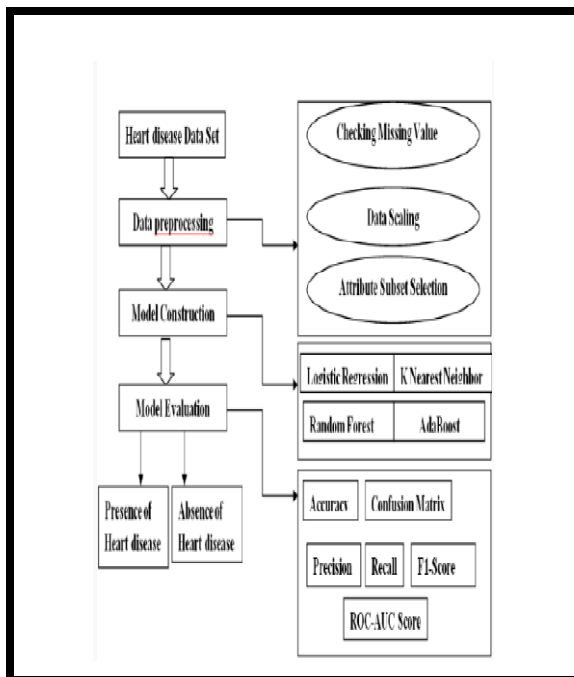 Heart disease Data Set
Data preprocessing
Model Construction
Model Evaluation
Presence of
Heart disease
Absence of
Heart disease
Checking Missing Value
Data Scaling
Attribute Subset Selection
Logistic Regression
K Nearest Neighbor
Random Forest
AdaBoost
Accuracy
Confusion Matrix
Precision
Recall
F1-Score
ROC-AUC Score